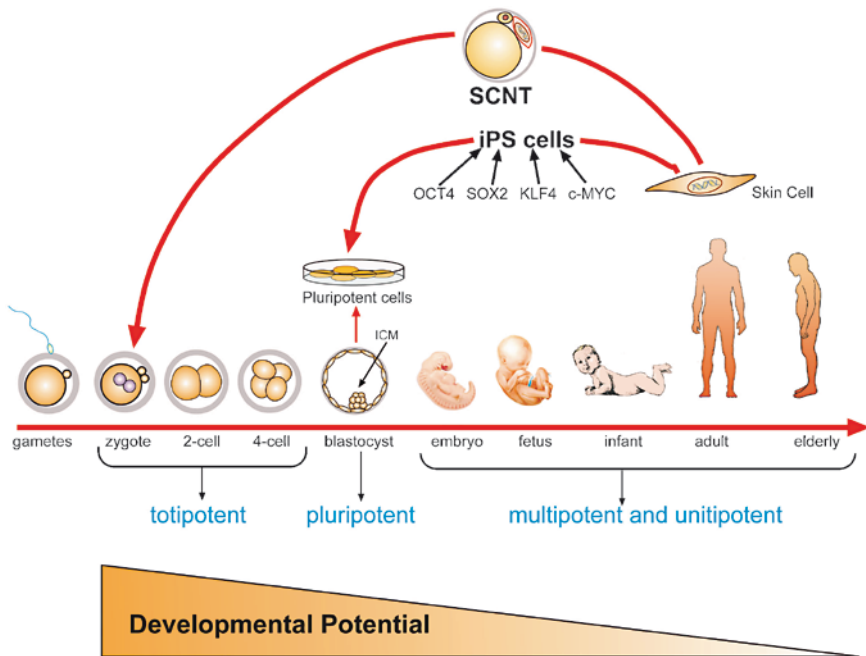 SCNT
iPS cells
OCT4 SOX2 KLF4 c-MYC
Skin Cell
Pluripotent cells
ICM
gametes zygote 2-cell 4-cell blastocyst embryo fetus infant adult elderly
totipotent pluripotent multipotent and unitipotent
Developmental Potential